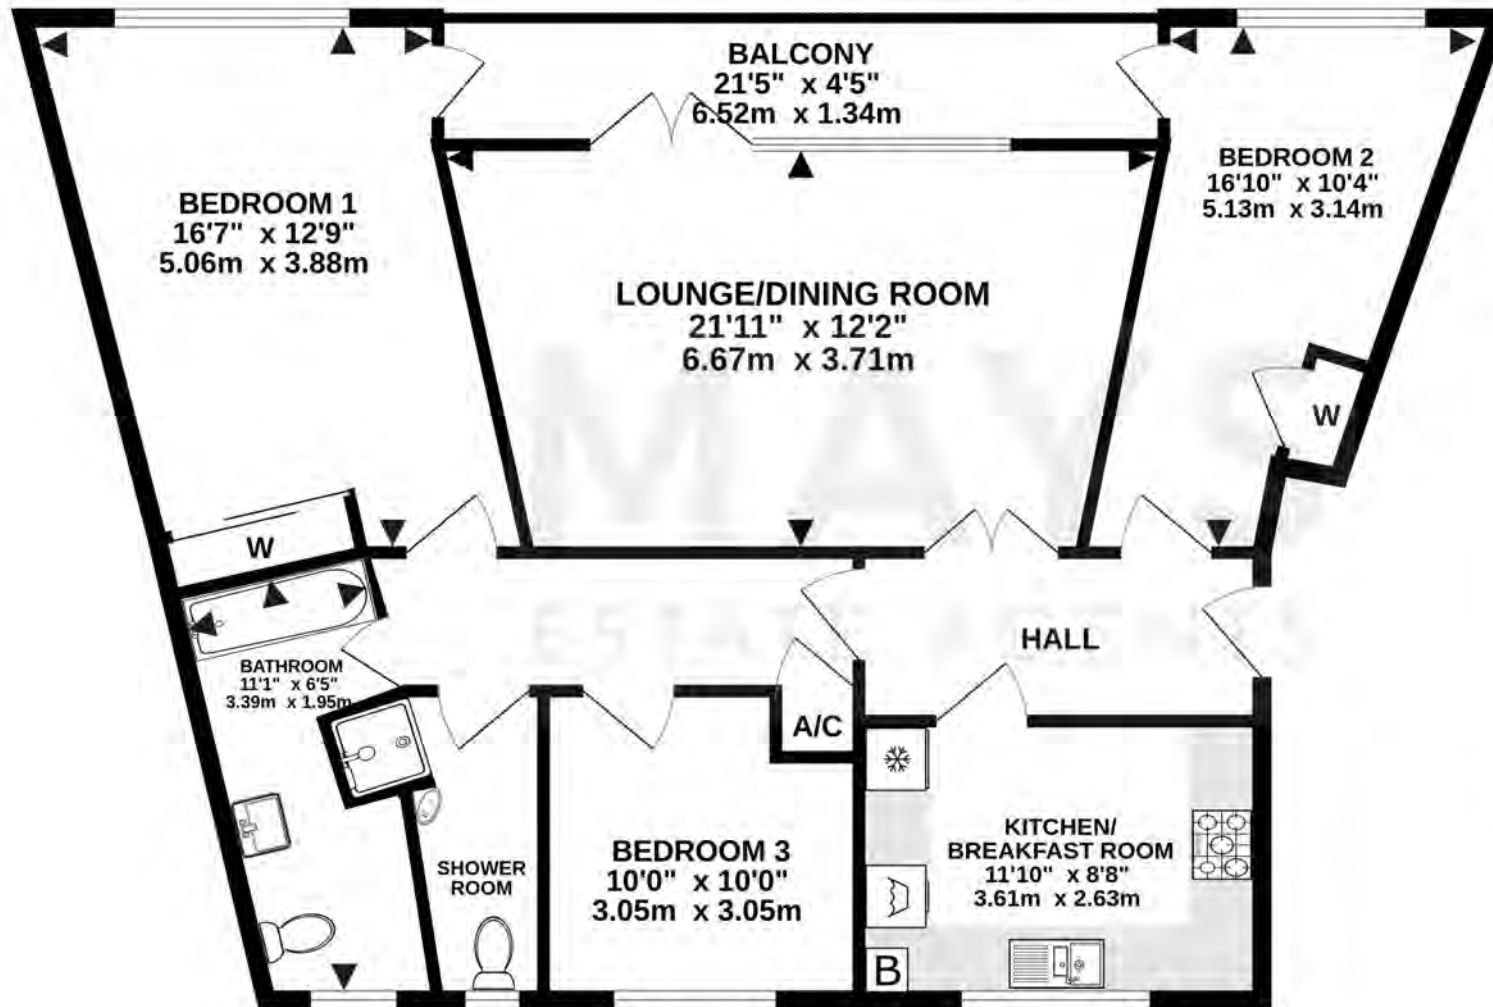 BALCONY
21'5" x 4'5"
6.52m x 1.34m
BEDROOM 1
16'7" x 12'9"
5.06m x 3.88m
BEDROOM 2
16'10" x 10'4"
5.13m x 3.14m
LOUNGE/DINING ROOM
21'11" x 12'2"
6.67m x 3.71m
MAYS
ESTATE AGENTS
W
W
HALL
BATHROOM
11'1" x 6'5"
3.39m x 1.95m
A/C
SHOWER
ROOM
BEDROOM 3
10'0" x 10'0"
3.05m x 3.05m
KITCHEN/
BREAKFAST ROOM
11'10" x 8'8"
3.61m x 2.63m
B